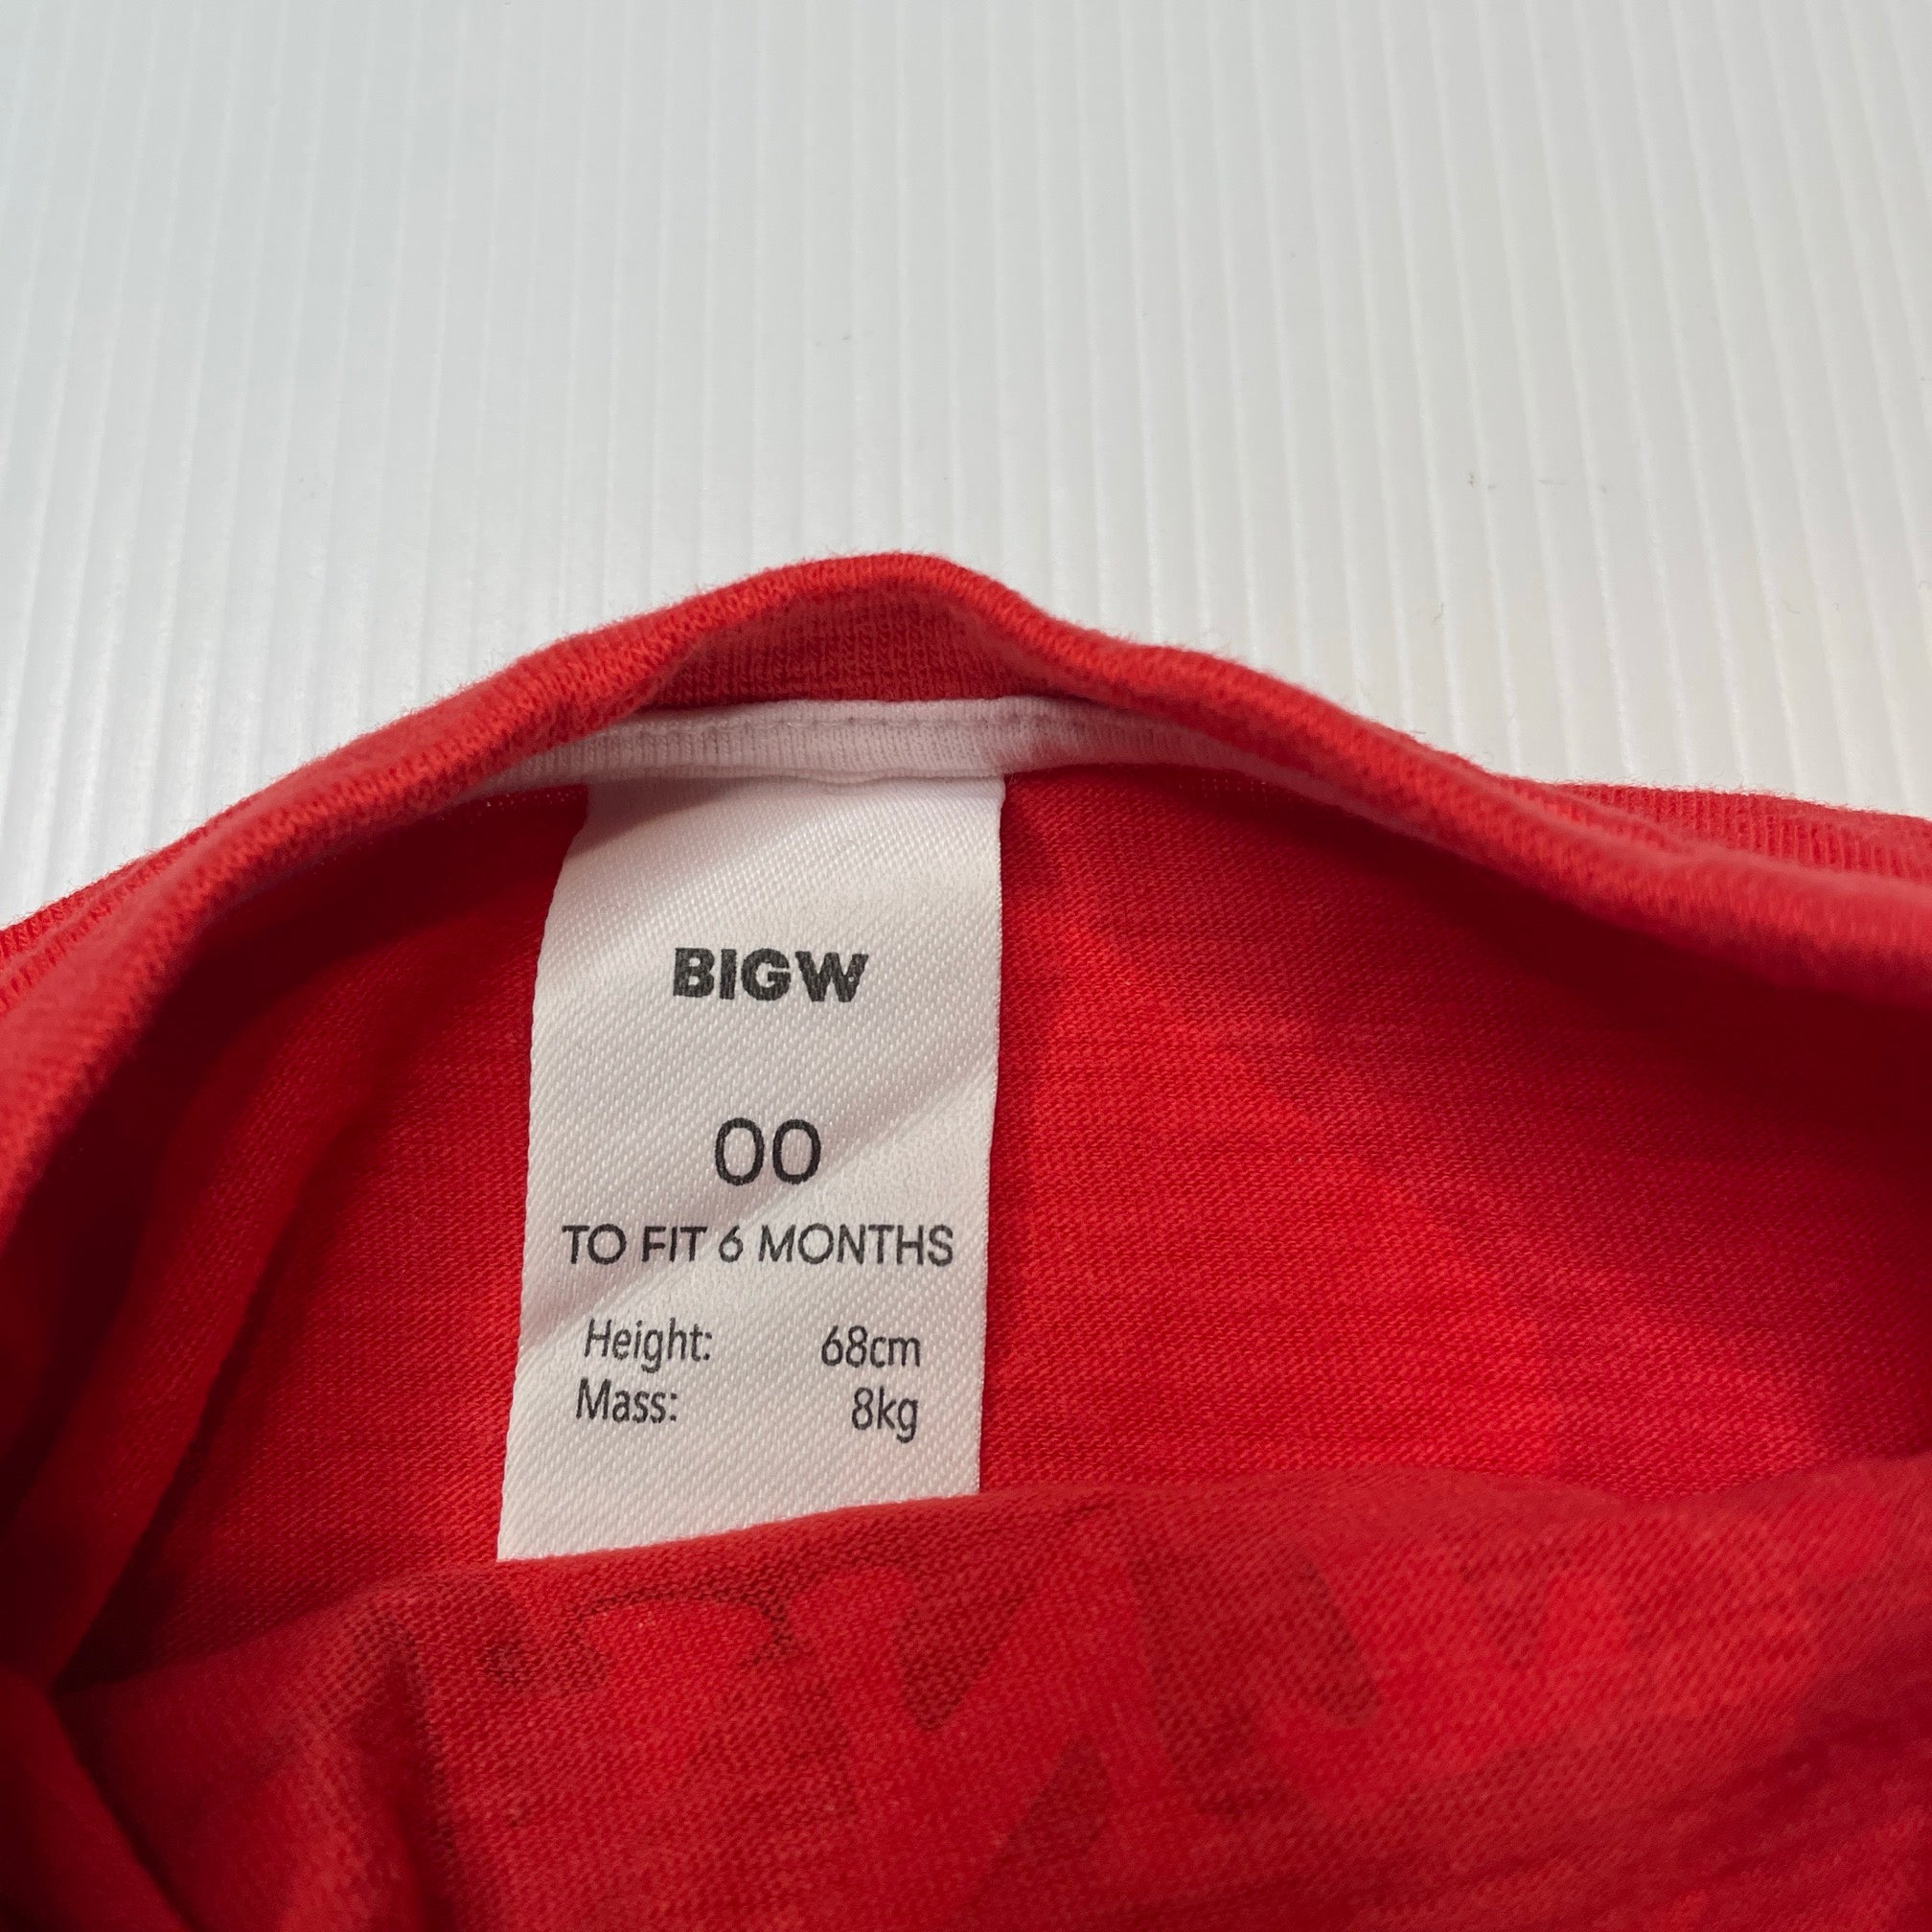 BIGW
00
TO FIT 6 MONTHS
Height: 68cm
Mass: 8kg